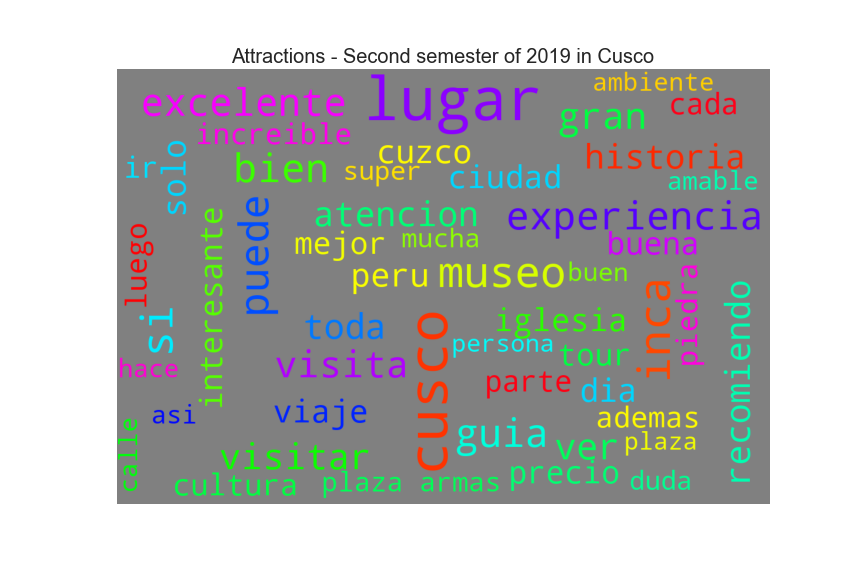 Attractions - Second semester of 2019 in Cusco
lugar
ambiente
excelente
cada
gran
increible
cuzco
historia
bien
super
ir
solo
ciudad
amable
atencion
experiencia
puede
mejor
mucha
buena
interesante
luego
peru
museo
buen
inca
piedra
recomiendo
si
toda
cusco
iglesia
persona
tour
hace
visita
parte
dia
asi
viaje
ademas
guia
ver
plaza
calle
visitar
cultura
plaza
armas
precio
duda